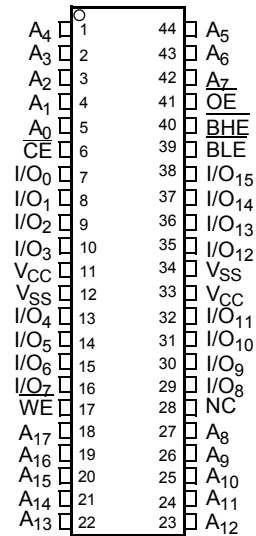 A4 1 44 A5
A3 2 43 A6
A2 3 42 A7
A1 4 41 OE
A0 5 40 BHE
CE 6 39 BLE
I/O0 7 38 I/O15
I/O1 8 37 I/O14
I/O2 9 36 I/O13
I/O3 10 35 I/O12
VCC 11 34 VSS
VSS 12 33 VCC
I/O4 13 32 I/O11
I/O5 14 31 I/O10
I/O6 15 30 I/O9
I/O7 16 29 I/O8
WE 17 28 NC
A17 18 27 A8
A16 19 26 A9
A15 20 25 A10
A14 21 24 A11
A13 22 23 A12